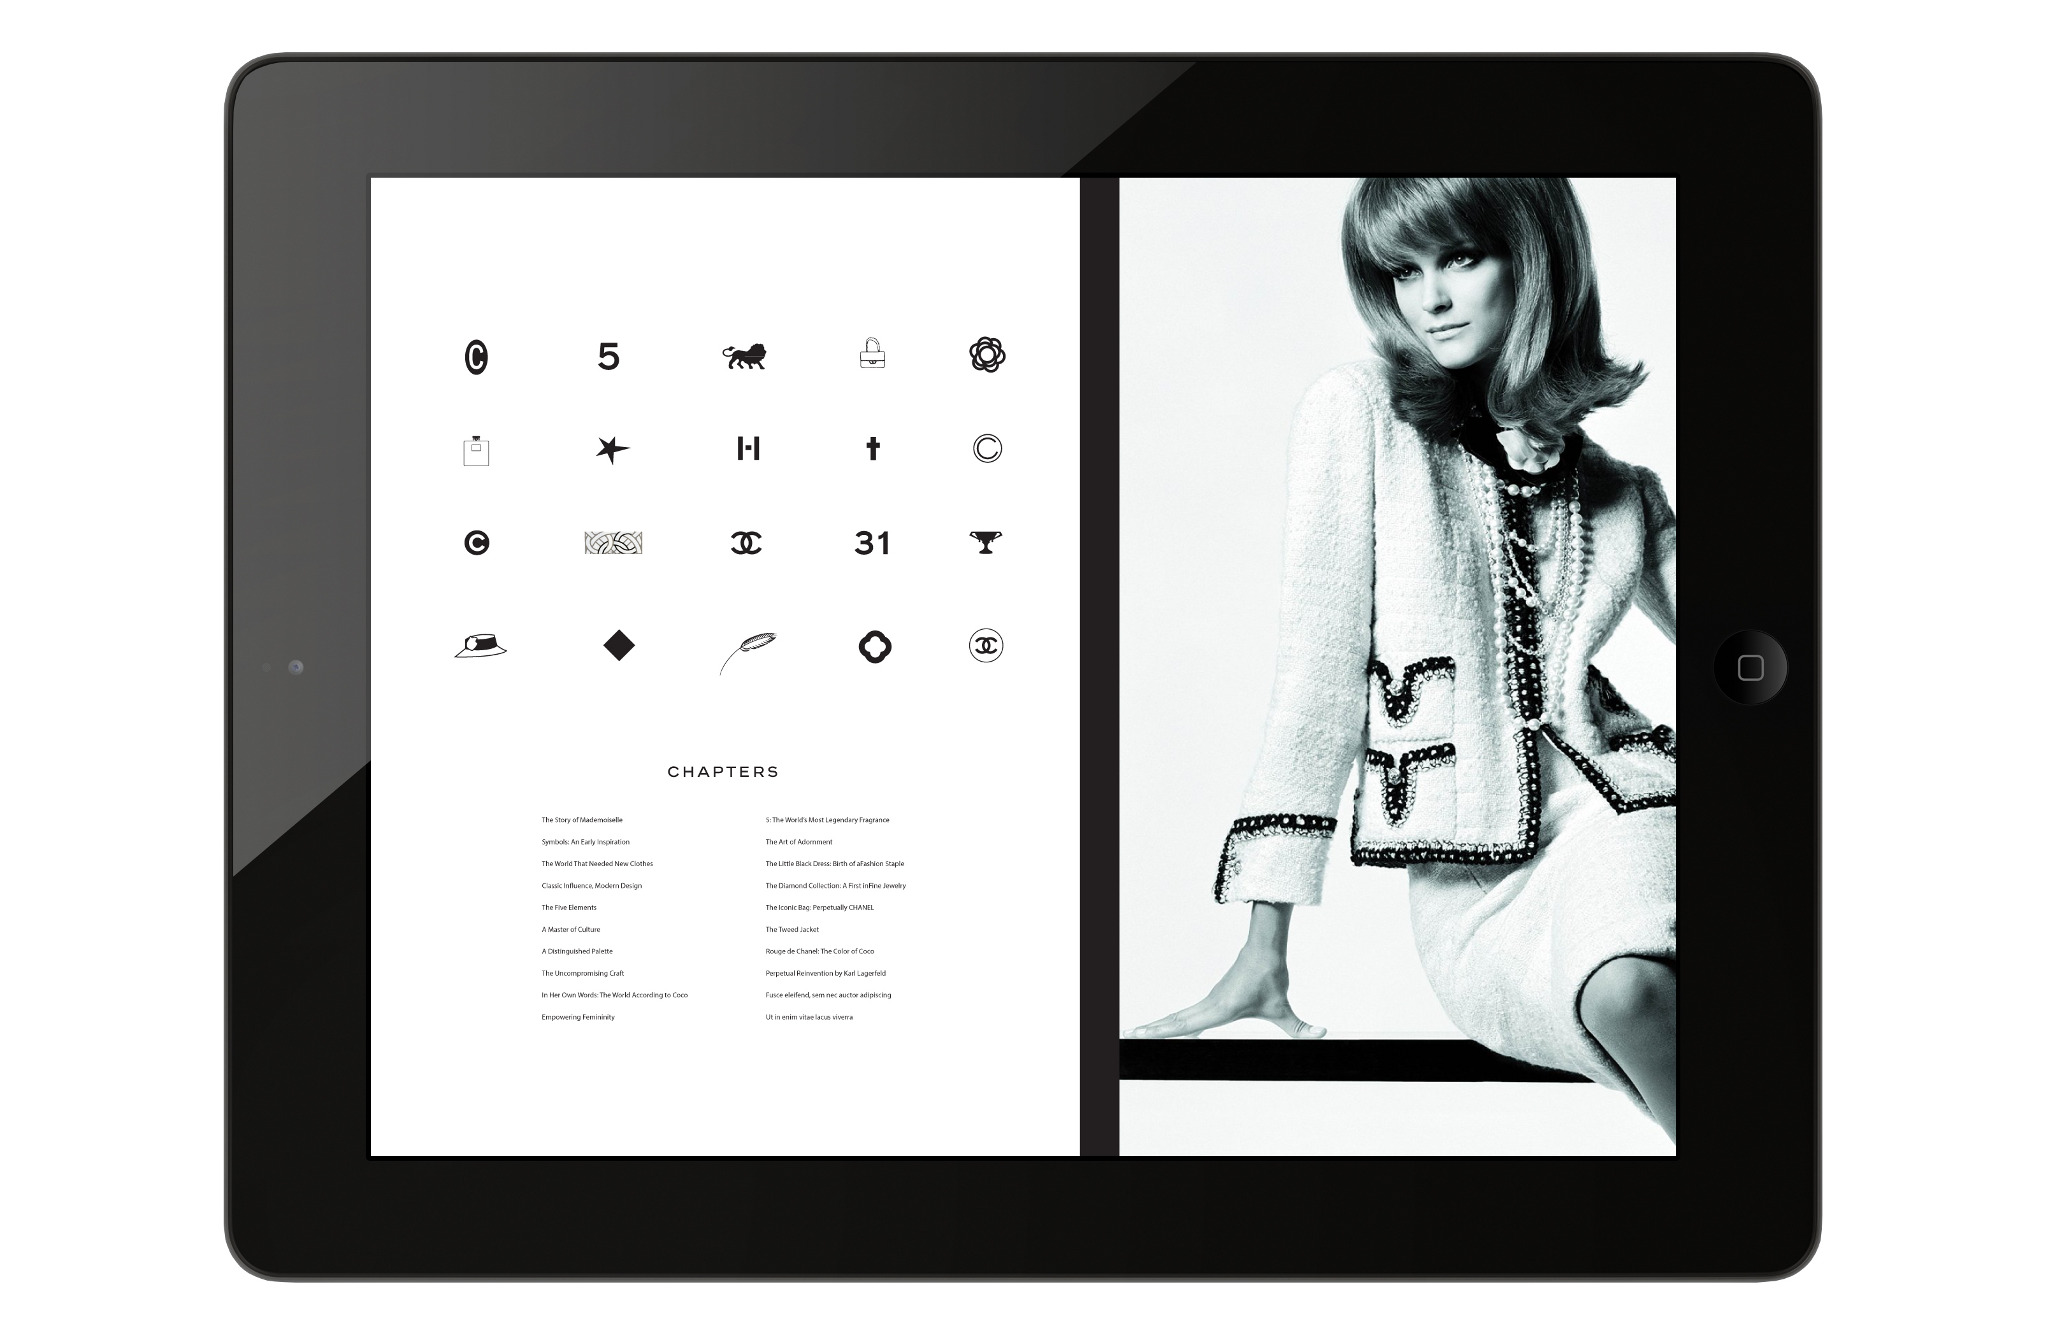 C
5
H
C
C
31
CHAPTERS
The Story of Mademoiselle
Symbols: An Early Inspiration
The World That Needed New Clothes
Classic Influence, Modern Design
The Five Elements
A Master of Culture
A Distinguished Palette
The Uncompromising Craft
In Her Own Words: The World According to Coco
Empowering Femininity
5: The World's Most Legendary Fragrance
The Art of Adornment
The Little Black Dress: Birth of aFashion Staple
The Diamond Collection: A First inFine Jewelry
The Iconic Bag: Perpetually CHANEL
The Tweed Jacket
Rouge de Chanel: The Color of Coco
Perpetual Reinvention by Karl Lagerfeld
Fusce eleifend, sem nec auctor adipiscing
Ut in enim vitae lacus viverra